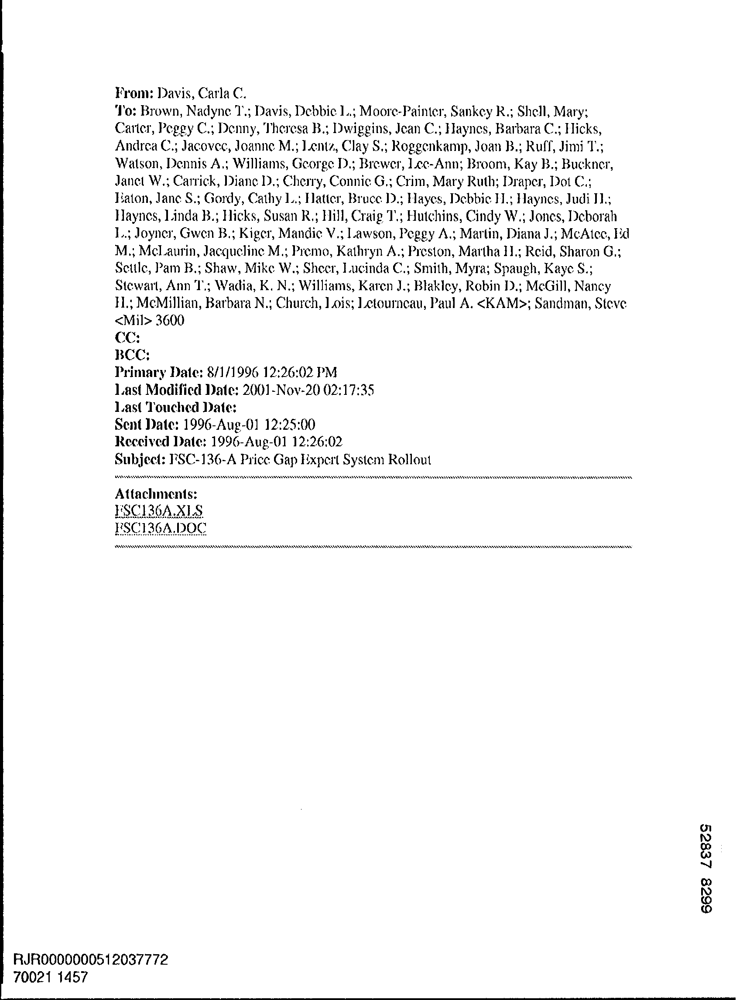 From: Davis, Carla C.
To: Brown, Nadyne T.; Davis, Debbie L.; Moore-Painter, Sankey R.; Shell, Mary;
Carter, Peggy C.; Denny, Theresa B.; Dwiggins, Jean C.; Haynes, Barbara C.; Hicks,
Andrea C.; Jacovec, Joanne M.; Lentz, Clay S.; Roggenkamp, Joan B.; Ruff, Jimi T.;
Watson, Dennis A.; Williams, George D.; Brewer, Lee-Ann; Broom, Kay B.; Buckner,
Janet W.; Carrick, Diane D.; Cherry, Connie G.; Crim, Mary Ruth; Draper, Dot C.;
Eaton, Jane S.; Gordy, Cathy L.; Hatter, Bruce D.; Hayes, Debbie H.; Haynes, Judi H.;
Haynes, Linda B.; Hicks, Susan R.; Hill, Craig T.; Hutchins, Cindy W.; Jones, Deborah
L.; Joyner, Gwen B.; Kiger, Mandie V.; Lawson, Peggy A.; Martin, Diana J.; McAtee, Ed
M.; McLaurin, Jacqueline M.; Premo, Kathryn A.; Preston, Martha H.; Reid, Sharon G.;
Settle, Pam B.; Shaw, Mike W.; Sheer, Lucinda C.; Smith, Myra; Spaugh, Kaye S.;
Stewart, Ann T.; Wadia, K. N.; Williams, Karen J.; Blakley, Robin D.; McGill, Nancy
H.; McMillian, Barbara N.; Church, Lois; Letourneau, Paul A. <KAM>; Sandman, Steve
<Mil> 3600
CC:
BCC:
Primary Date: 8/1/1996 12:26:02 PM
Last Modified Date: 2001-Nov-20 02:17:35
Last Touched Date:
Sent Date: 1996-Aug-01 12:25:00
Received Date: 1996-Aug-01 12:26:02
Subject: FSC-136-A Price Gap Expert System Rollout
Attachments:
FSC136A.XLS
FSC136A.DOC
52837 8299
RJR0000000512037772
70021 1457